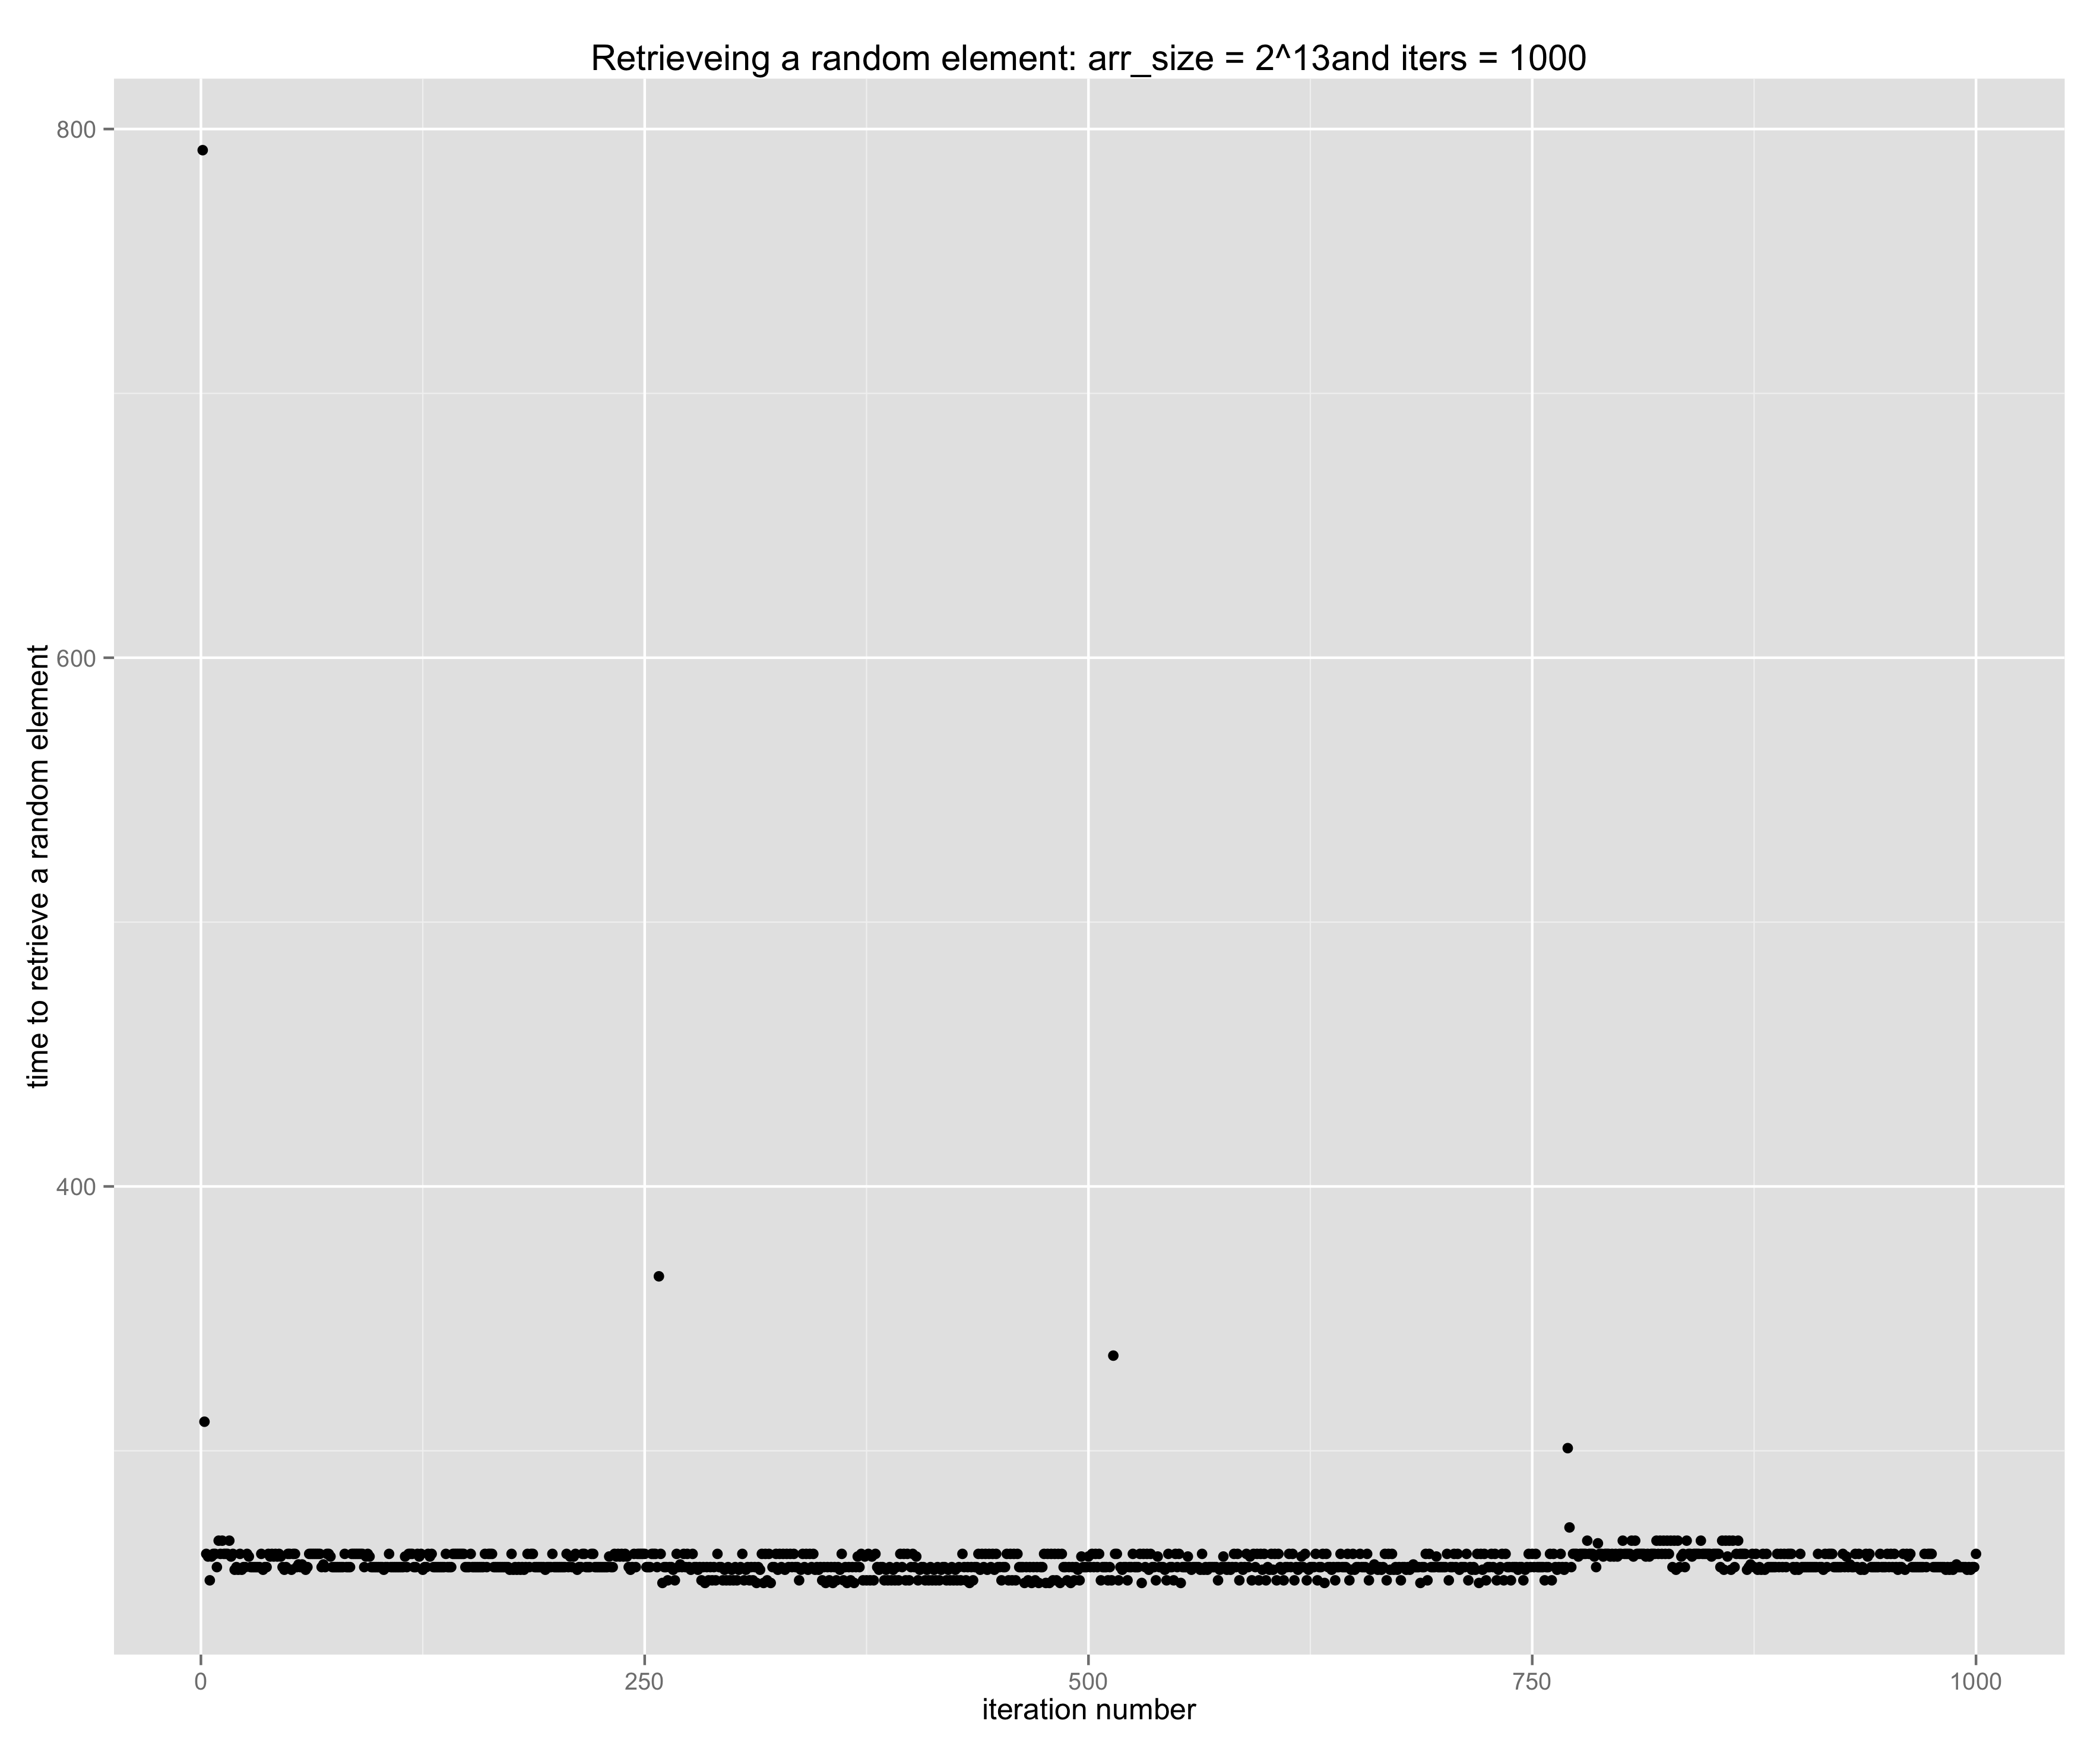 Retrieveing a random element: arr_size = 2^13and iters = 1000
800
600
400
time to retrieve a random element
0
250
500
750
1000
iteration number